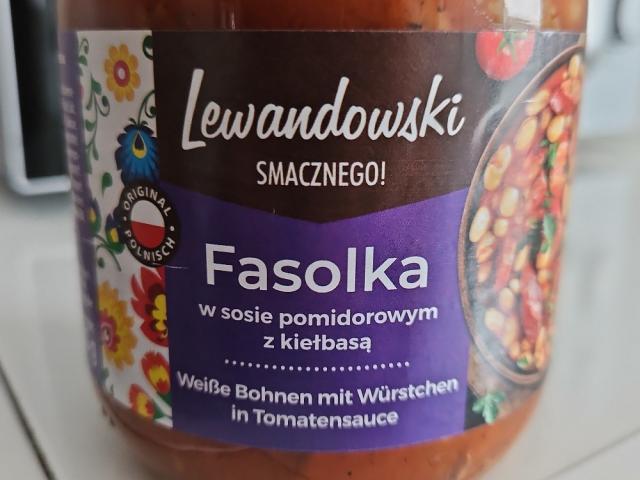 Lewandowski
SMACZNEGO!
ORIGINAL
POLNISCH
Fasolka
w sosie pomidorowym
z kiełbasą
Weiße Bohnen mit Würstchen
in Tomatensauce